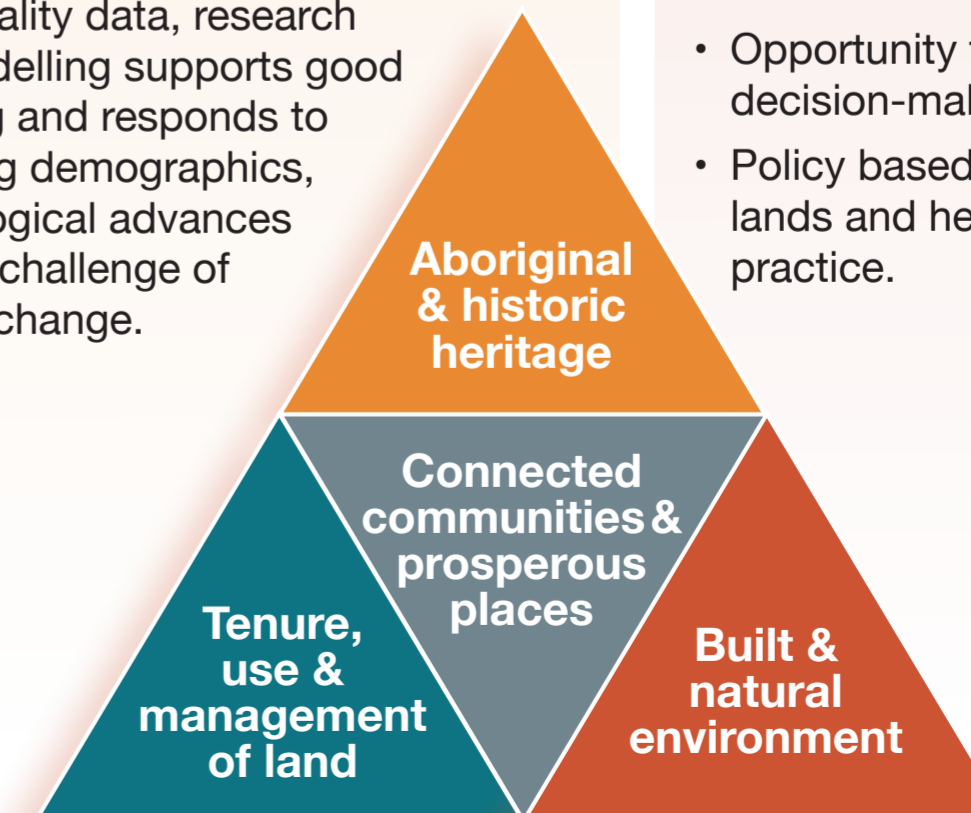 ality data, research
delling supports good
and responds to
demographics,
ogical advances
challenge of
change.
Opportunity
decision-mal
• Policy based
lands and he
practice.
Aboriginal
& historic
heritage
Connected
communities &
prosperous
places
Tenure,
use &
management
of land
Built &
natural
environment